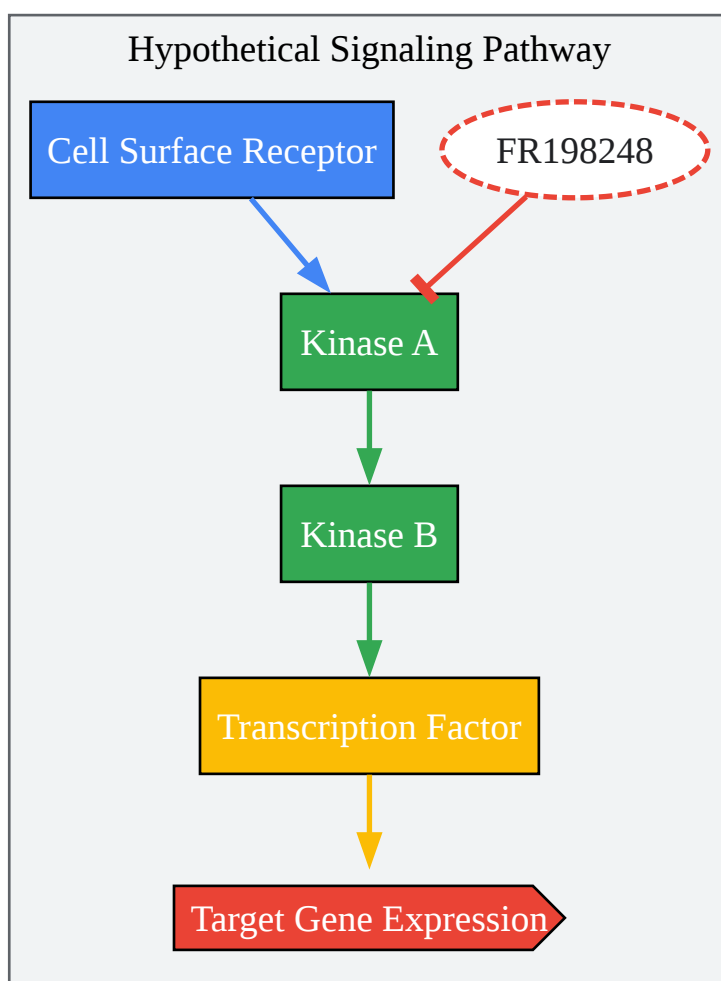 Hypothetical Signaling Pathway
Cell Surface Receptor
FR198248
Kinase A
Kinase B
Transcription Factor
Target Gene Expression